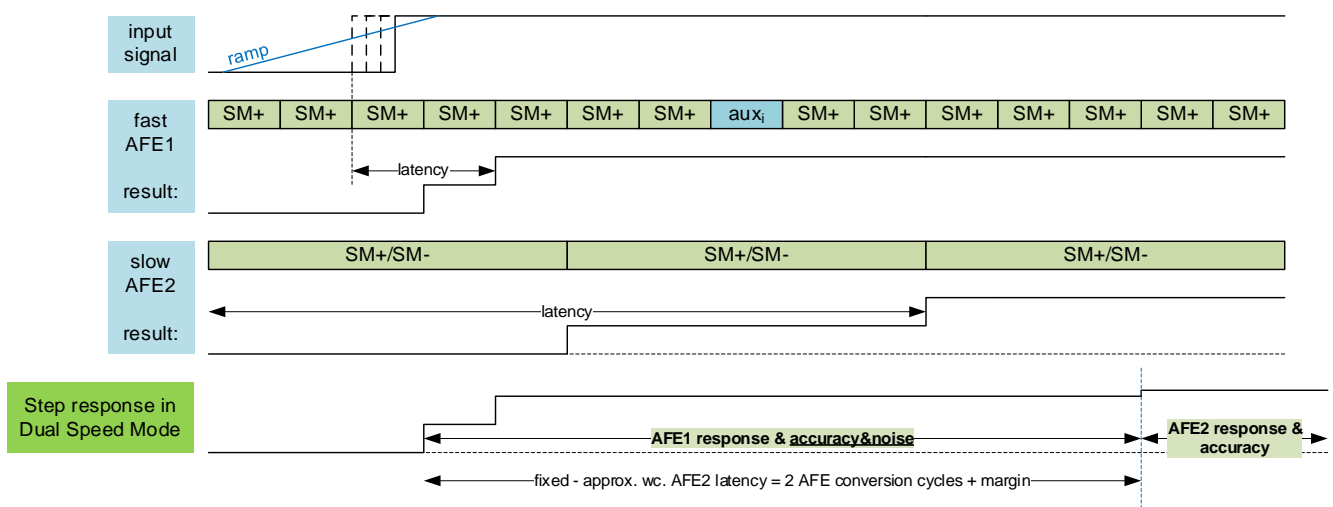 input
signal
ramp
fast
AFE1
result:
SM+ SM+ SM+ SM+ SM+ SM+ SM+ auxᵢ SM+ SM+ SM+ SM+ SM+ SM+ SM+
latency
slow
AFE2
result:
SM+/SM- SM+/SM- SM+/SM-
latency
Step response in
Dual Speed Mode
AFE1 response & accuracy&noise
AFE2 response &
accuracy
fixed - approx. wc. AFE2 latency = 2 AFE conversion cycles + margin